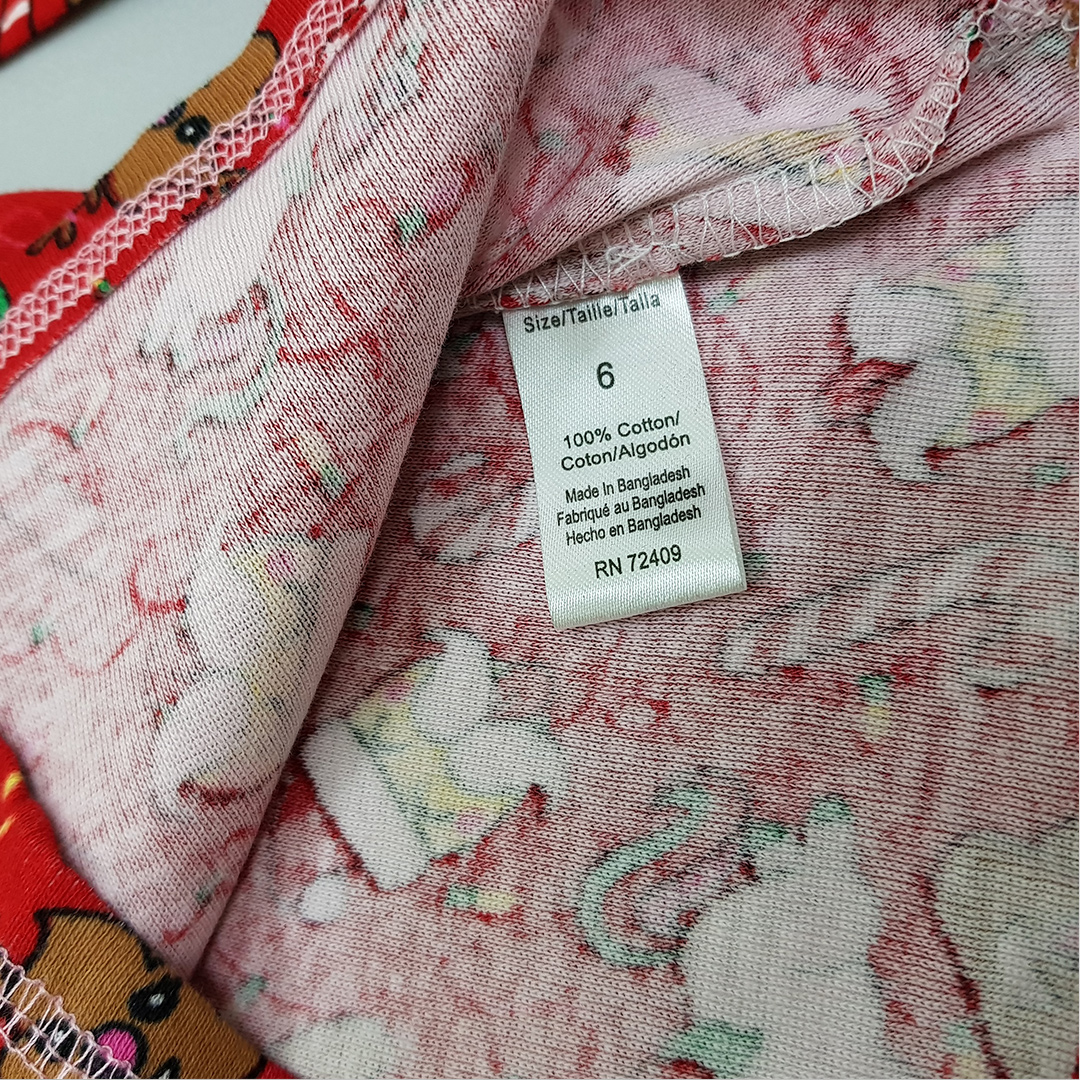 Size/Taille/Talla
6
100% Cotton/
Coton/Algodón
Made In Bangladesh
Fabriqué au Bangladesh
Hecho en Bangladesh
RN 72409